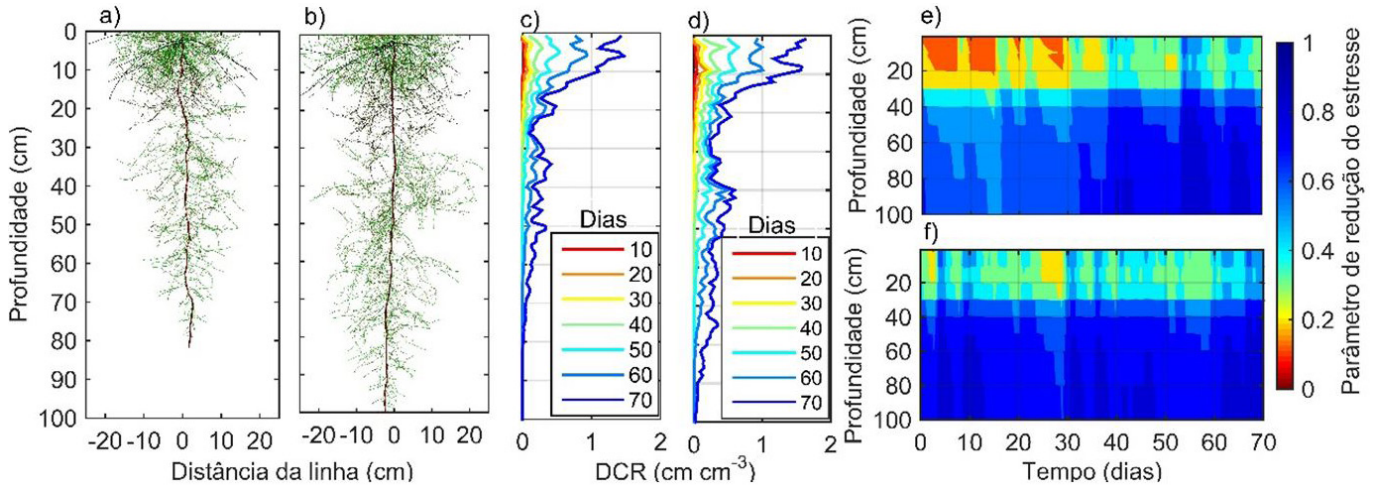 a)
b)
c)
d)
e)
f)
Profundidade (cm)
0
10
20
30
40
50
60
70
80
90
100
-20 -10 0 10 20
-20 -10 0 10 20
Distância da linha (cm)
Dias
10
20
30
40
50
60
70
0 1 2
Dias
10
20
30
40
50
60
70
0 1 2
DCR (cm cm⁻³)
Profundidade (cm)
20
40
60
80
100
Profundidade (cm)
20
40
60
80
100
0 10 20 30 40 50 60 70
Tempo (dias)
1
0.8
0.6
0.4
0.2
0
Parâmetro de redução do estresse